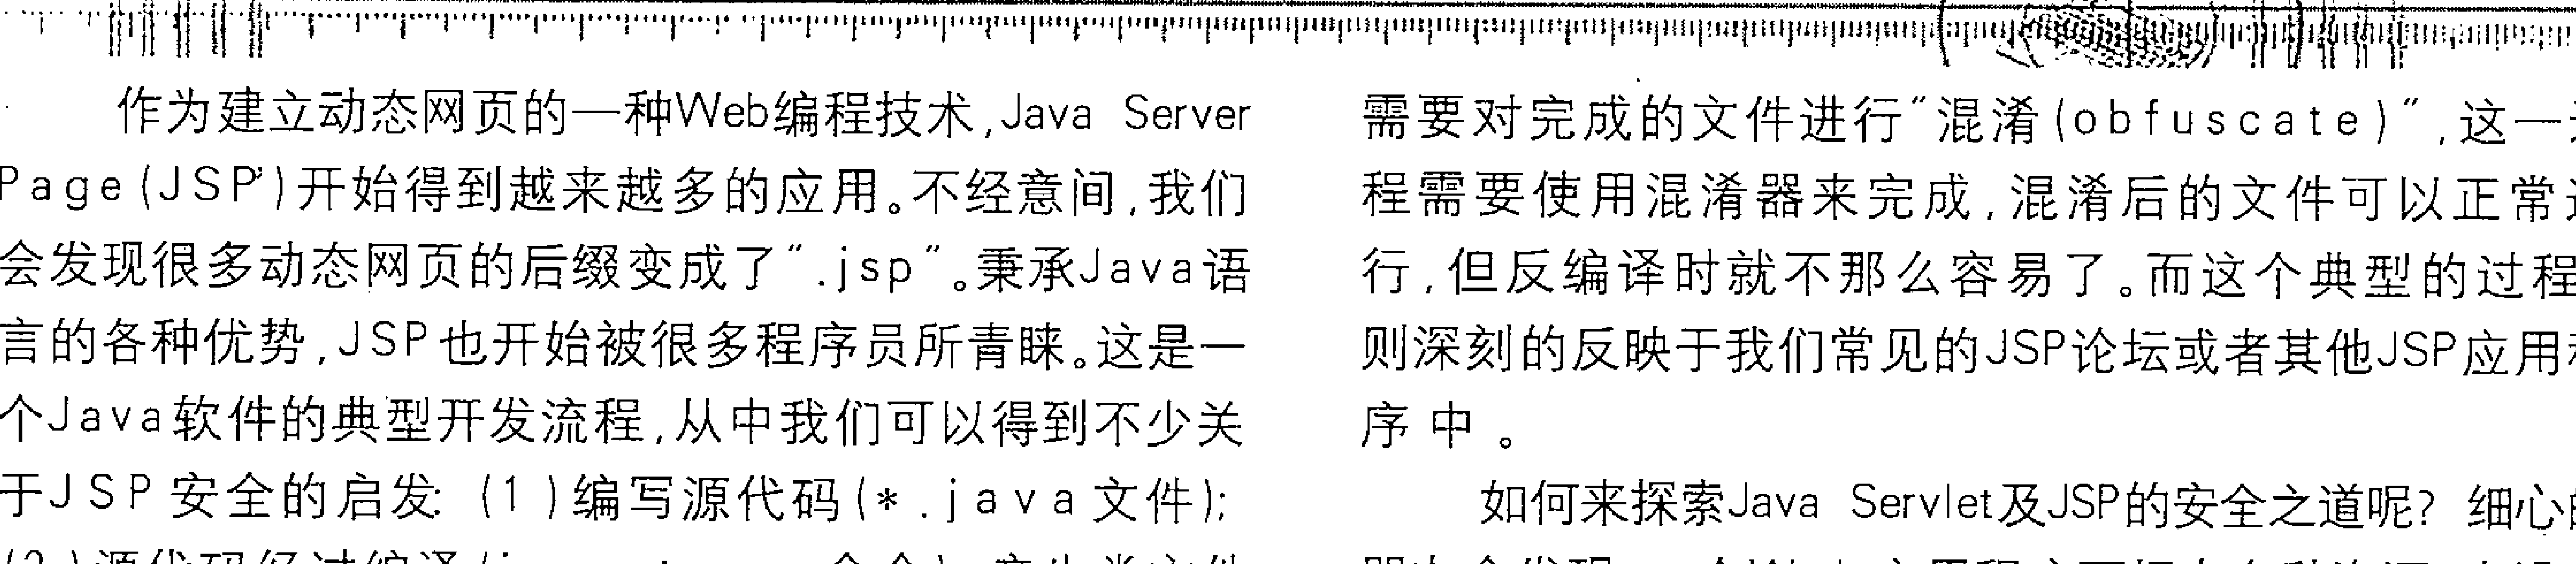 作为建立动态网页的一种Web编程技术,Java Server
Page(JSP)开始得到越来越多的应用。不经意间,我们
会发现很多动态网页的后缀变成了".jsp"。秉承Java语
言的各种优势,JSP也开始被很多程序员所青睐。这是一
个Java软件的典型开发流程,从中我们可以得到不少关
于JSP安全的启发: (1)编写源代码(*.java文件);
需要对完成的文件进行"混淆(obfuscate)",这一
程需要使用混淆器来完成,混淆后的文件可以正常
行,但反编译时就不那么容易了。而这个典型的过程
则深刻的反映于我们常见的JSP论坛或者其他JSP应用
序中。
如何来探索Java Servlet及JSP的安全之道呢? 细心